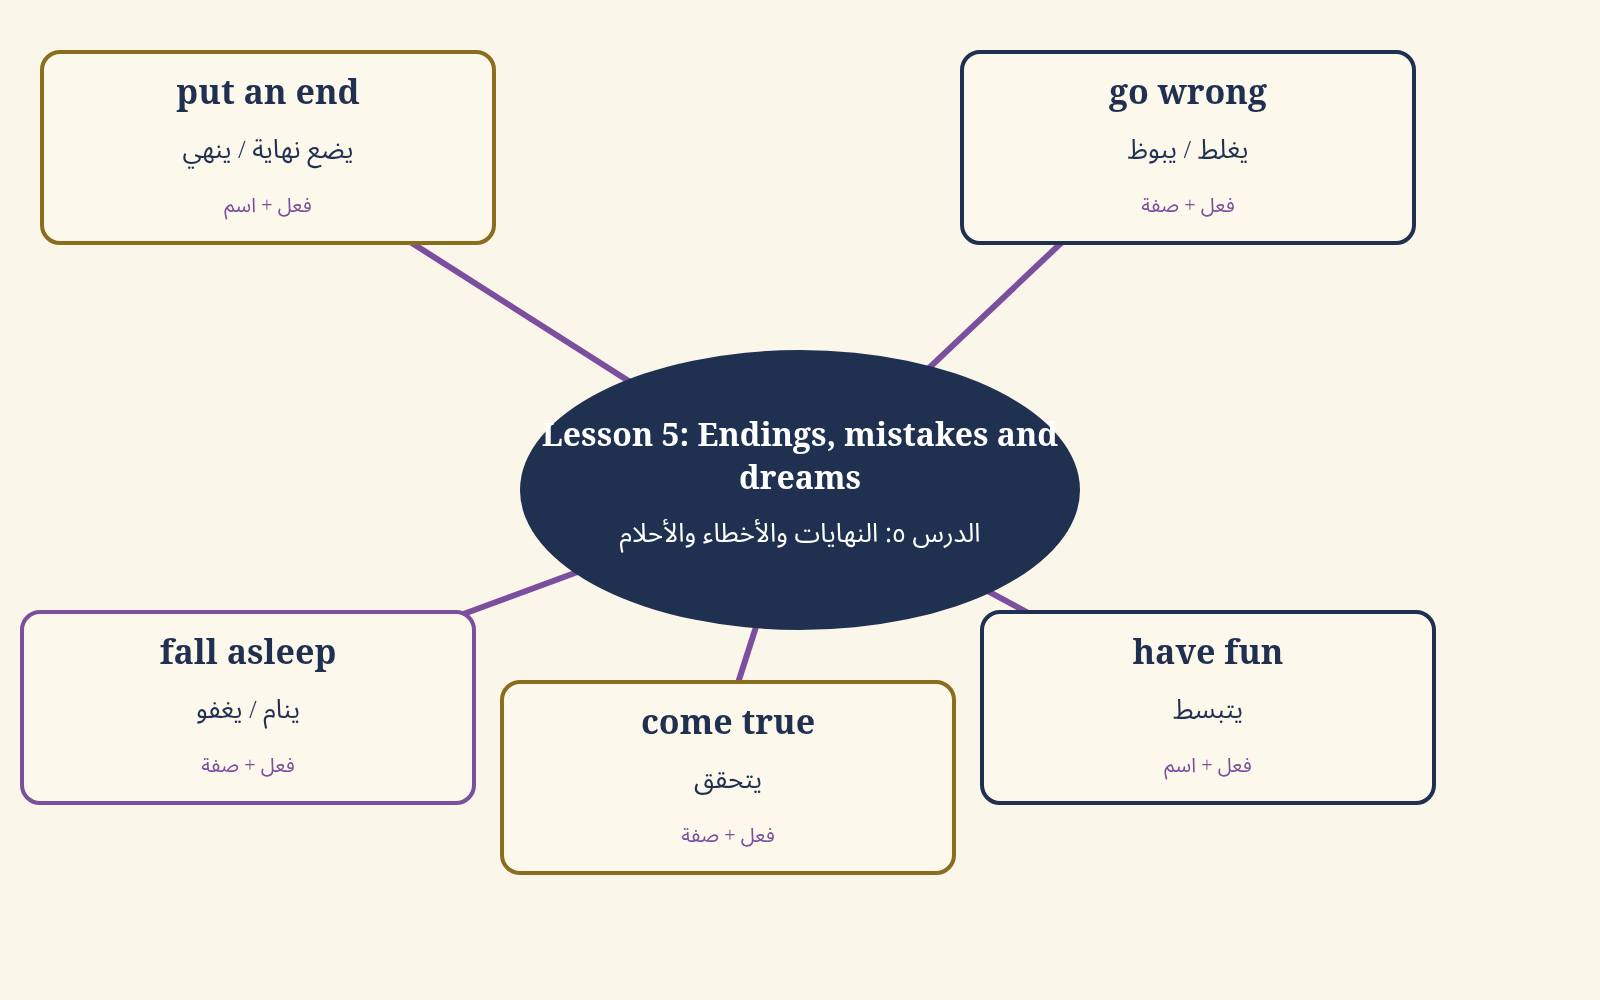 put an end
يضع نهاية / ينهي
فعل + اسم
go wrong
يغلط / يبوظ
فعل + صفة
Lesson 5: Endings, mistakes and
dreams
الدرس ٥: النهايات والأخطاء والأحلام
fall asleep
ينام / يغفو
فعل + صفة
come true
يتحقق
فعل + صفة
have fun
يتبسط
فعل + اسم